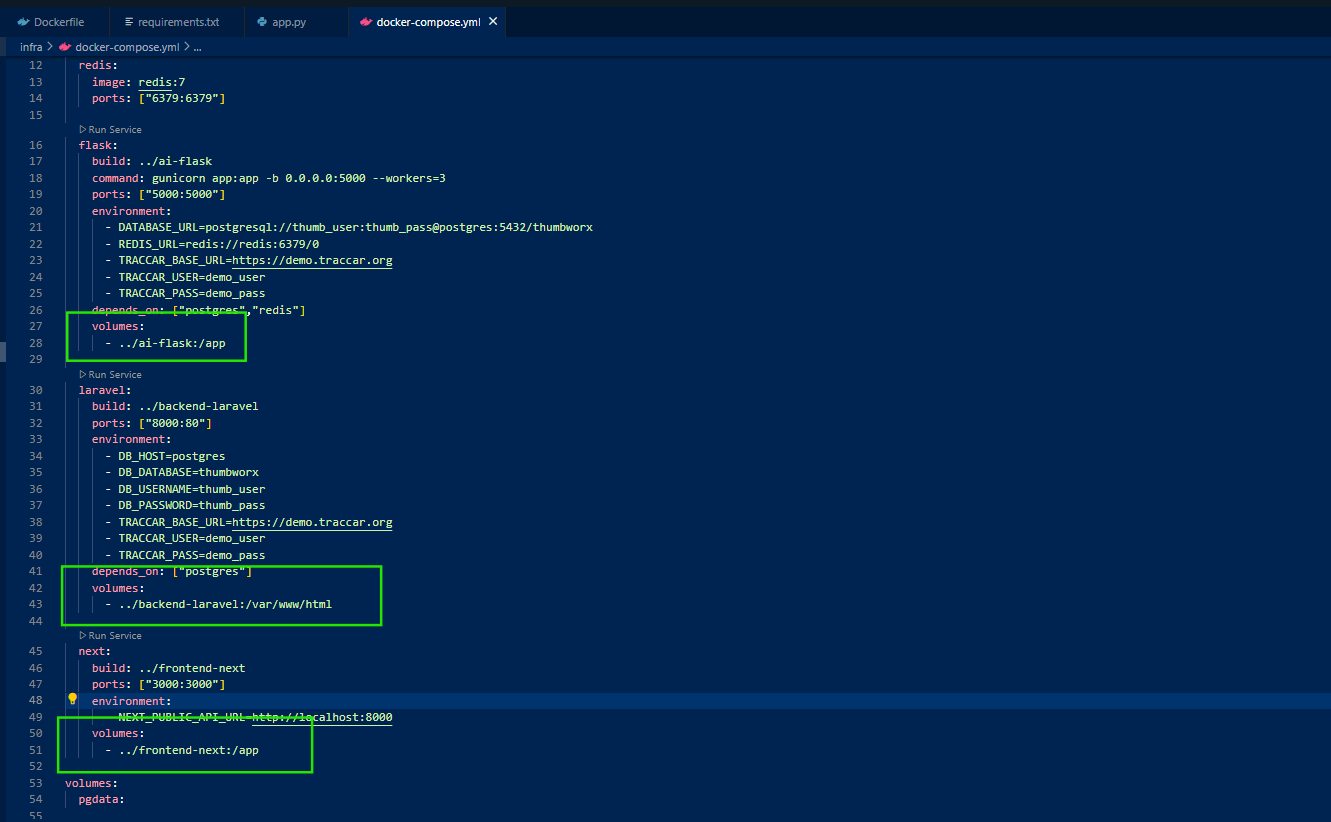 Dockerfile requirements.txt app.py docker-compose.yml
infra > docker-compose.yml > ...
12 redis:
13 image: redis:7
14 ports: ["6379:6379"]
15
Run Service
16 flask:
17 build: ../ai-flask
18 command: gunicorn app:app -b 0.0.0.0:5000 --workers=3
19 ports: ["5000:5000"]
20 environment:
21 - DATABASE_URL=postgresql://thumb_user:thumb_pass@postgres:5432/thumbworx
22 - REDIS_URL=redis://redis:6379/0
23 - TRACCAR_BASE_URL=https://demo.traccar.org
24 - TRACCAR_USER=demo_user
25 - TRACCAR_PASS=demo_pass
26 depends_on: ["postgres","redis"]
27 volumes:
28 - ../ai-flask:/app
29
Run Service
30 laravel:
31 build: ../backend-laravel
32 ports: ["8000:80"]
33 environment:
34 - DB_HOST=postgres
35 - DB_DATABASE=thumbworx
36 - DB_USERNAME=thumb_user
37 - DB_PASSWORD=thumb_pass
38 - TRACCAR_BASE_URL=https://demo.traccar.org
39 - TRACCAR_USER=demo_user
40 - TRACCAR_PASS=demo_pass
41 depends_on: ["postgres"]
42 volumes:
43 - ../backend-laravel:/var/www/html
44
Run Service
45 next:
46 build: ../frontend-next
47 ports: ["3000:3000"]
48 environment:
49 - NEXT_PUBLIC_API_URL=http://localhost:8000
50 volumes:
51 - ../frontend-next:/app
52
53 volumes:
54 pgdata:
55